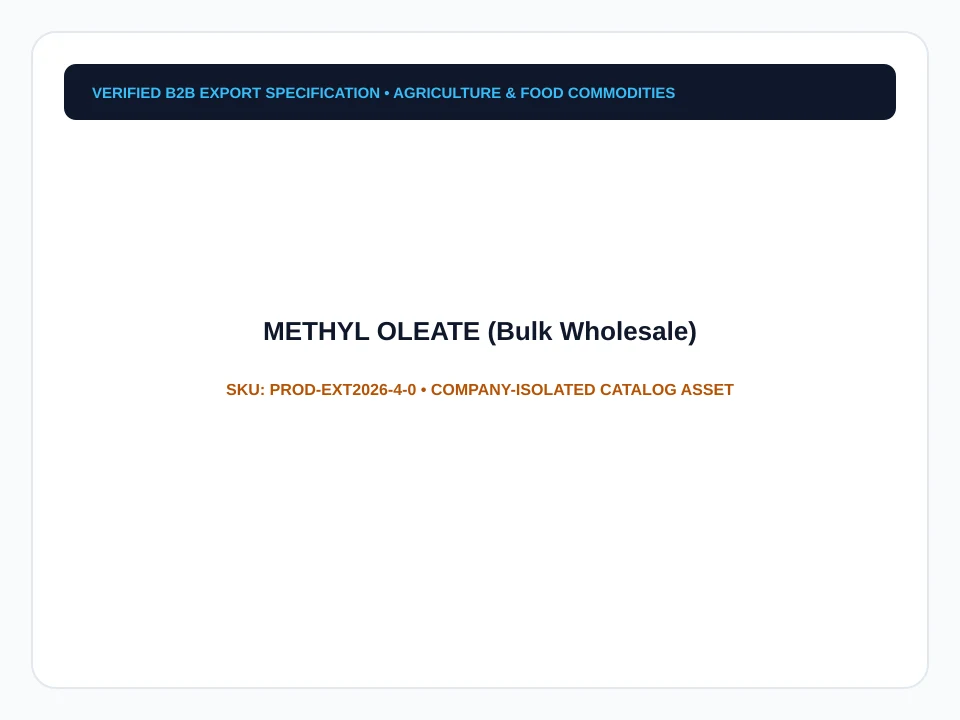 VERIFIED B2B EXPORT SPECIFICATION • AGRICULTURE & FOOD COMMODITIES
METHYL OLEATE (Bulk Wholesale)
SKU: PROD-EXT2026-4-0 • COMPANY-ISOLATED CATALOG ASSET